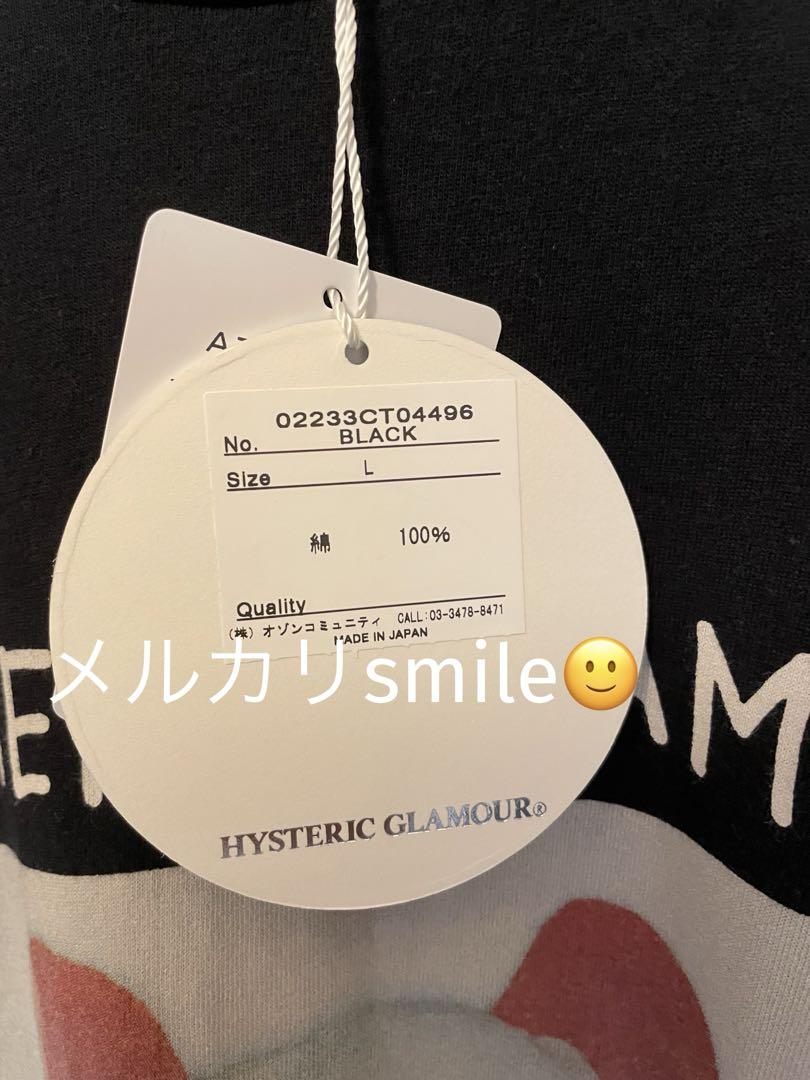 02233CT04496
No. BLACK
Size L
綿 100%
Quality
(株)オゾンコミュニティ CALL:03-3478-8471
MADE IN JAPAN
メルカリsmile🙂
AM
HYSTERIC GLAMOUR®